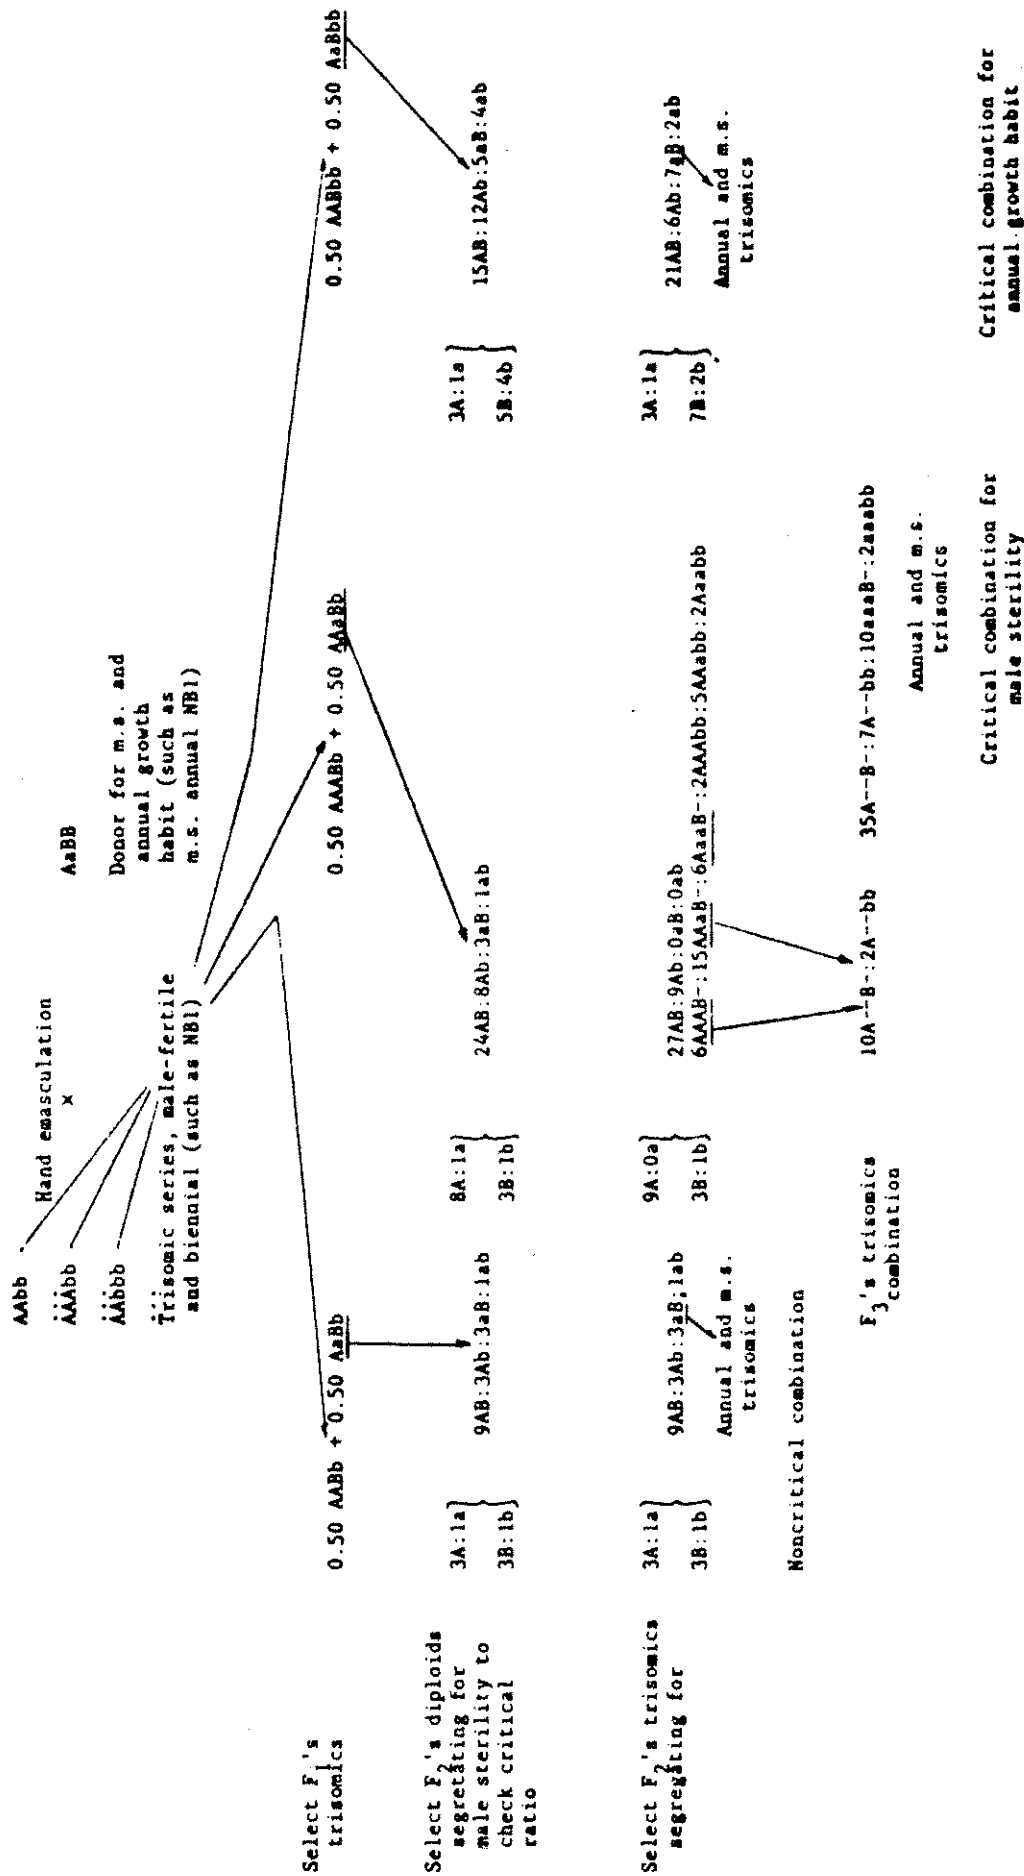 AAbb
ÄÄAbb
ÄAbbb
Hand emasculation
x
AaBB
Trisomic series, male-fertile
and biennial (such as NB1)
Donor for m.s. and
annual growth
habit (such as
m.s. annual NB1)
Select F1's
trisomics
0.50 AABb + 0.50 AaBb
0.50 AAABb + 0.50 AAaBb
0.50 AABbb + 0.50 AaBbb
Select F2's diploids
segretating for
male sterility to
check critical
ratio
3A:1a
3B:1b
9AB:3Ab:3aB:1ab
8A:1a
3B:1b
24AB:8Ab:3aB:1ab
3A:1a
5B:4b
15AB:12Ab:5aB:4ab
Select F2's trisomics
segregating for
3A:1a
3B:1b
9AB:3Ab:3aB;1ab
Annual and m.s.
trisomics
9A:0a
3B:1b
27AB:9Ab:0aB:0ab
6AAAB-:15AAaB-:6AaaB-:2AAAbb:5AAabb:2Aaabb
3A:1a
7B:2b
21AB:6Ab:7aB:2ab
Annual and m.s.
trisomics
Noncritical combination
F3's trisomics
combination
10A--B-:2A--bb
35A--B-:7A--bb:10aaaB-:2aaabb
Annual and m.s.
trisomics
Critical combination for
male sterility
Critical combination for
annual growth habit